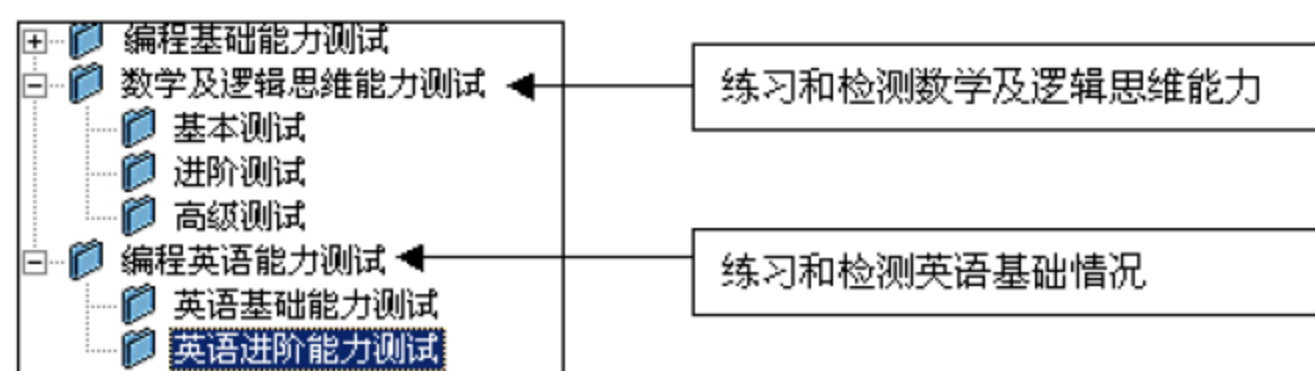 编程基础能力测试
数学及逻辑思维能力测试
练习和检测数学及逻辑思维能力
基本测试
进阶测试
高级测试
编程英语能力测试
练习和检测英语基础情况
英语基础能力测试
英语进阶能力测试